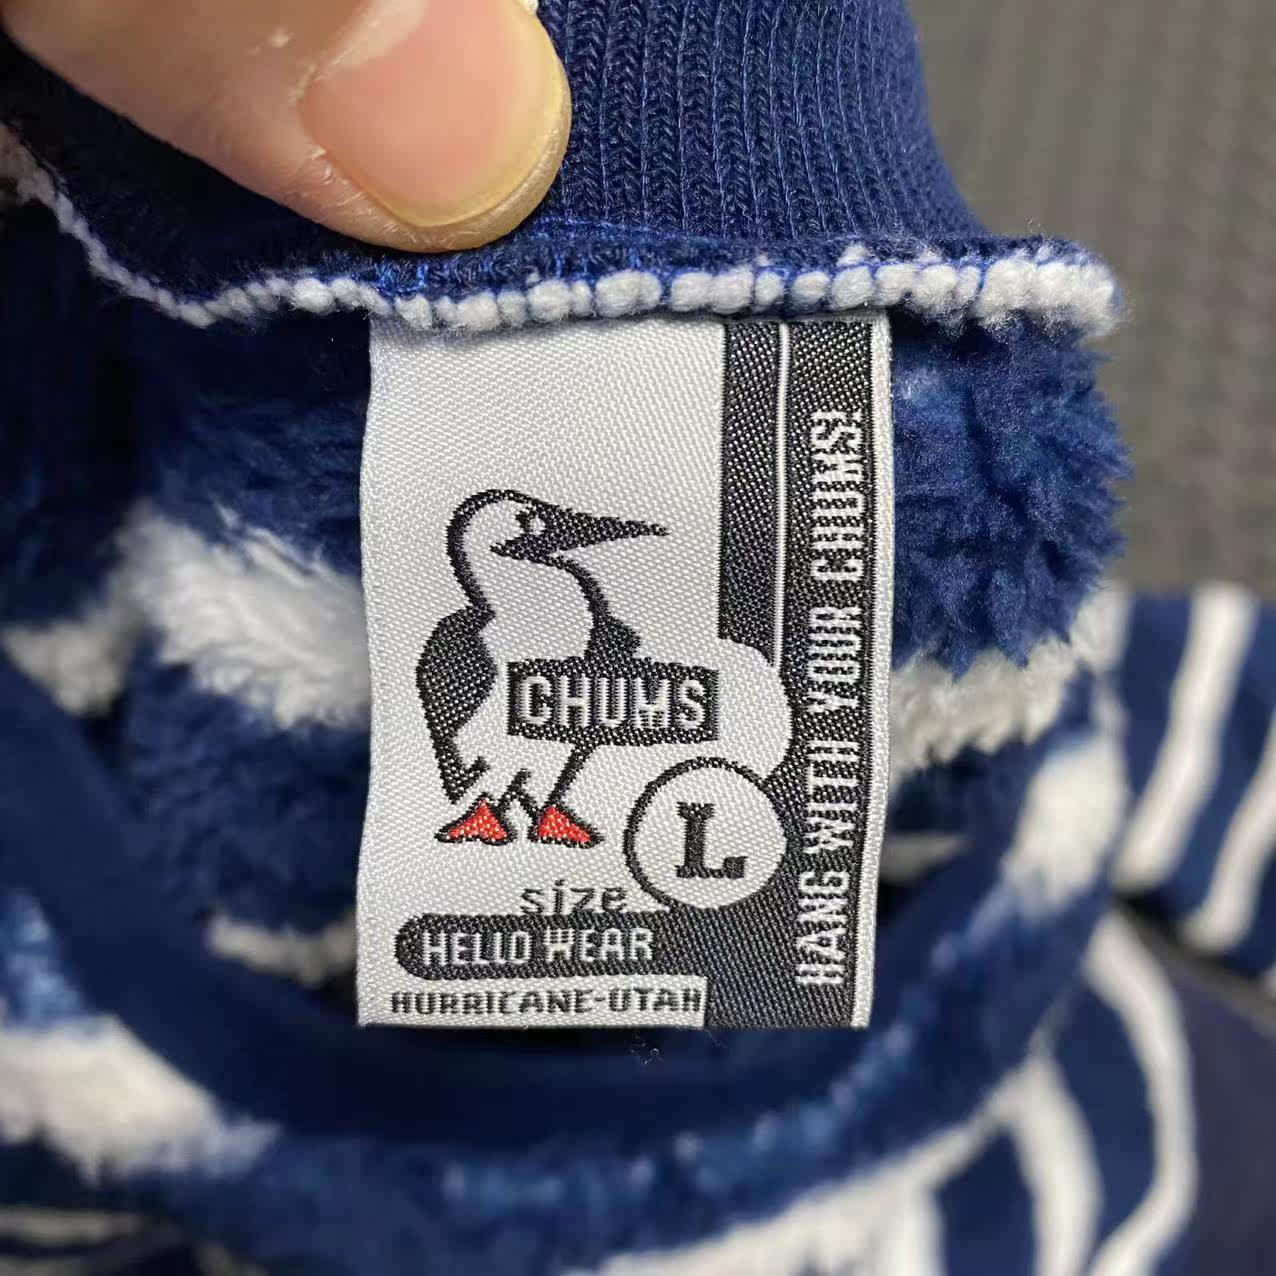 CHUMS
L
size
HELLO WEAR
HURRICANE-UTAH
HANG WITH YOUR CHUMS!